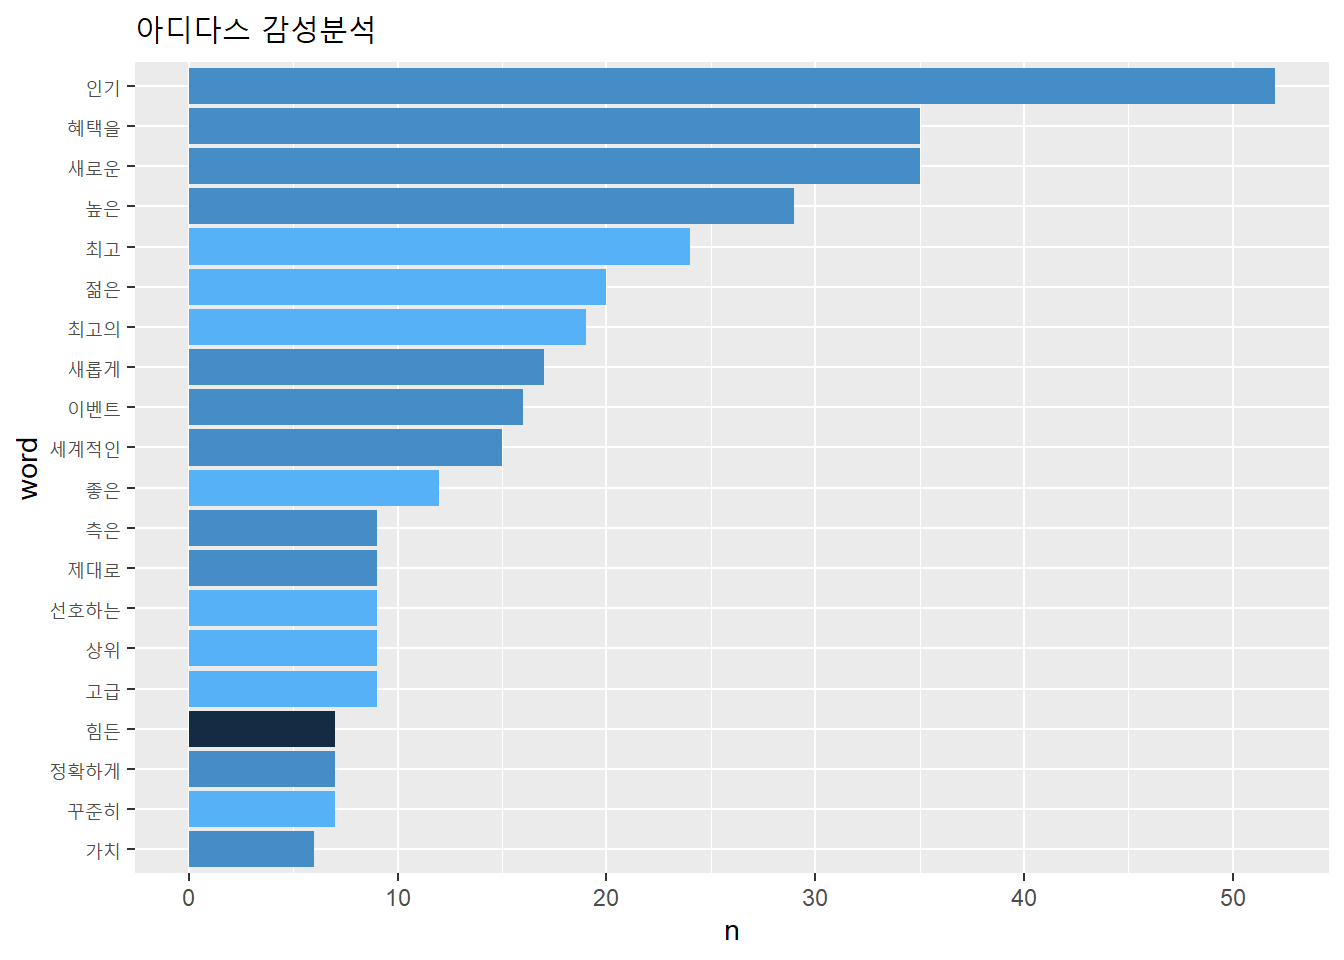 아디다스 감성분석
인기
혜택을
새로운
높은
최고
젊은
최고의
새롭게
이벤트
세계적인
좋은
측은
제대로
선호하는
상위
고급
힘든
정확하게
꾸준히
가치
word
0 10 20 30 40 50
n